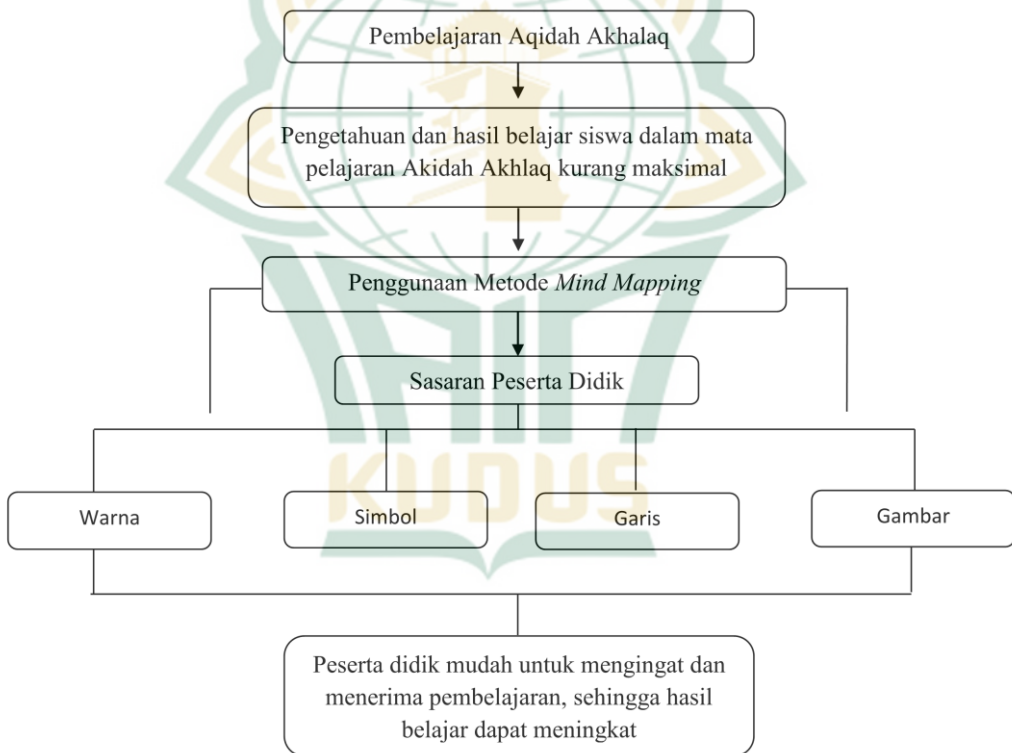 Pembelajaran Aqidah Akhalaq
Pengetahuan dan hasil belajar siswa dalam mata
pelajaran Akidah Akhlaq kurang maksimal
Penggunaan Metode Mind Mapping
Sasaran Peserta Didik
Warna
Simbol
Garis
Gambar
KUDUS
Peserta didik mudah untuk mengingat dan
menerima pembelajaran, sehingga hasil
belajar dapat meningkat